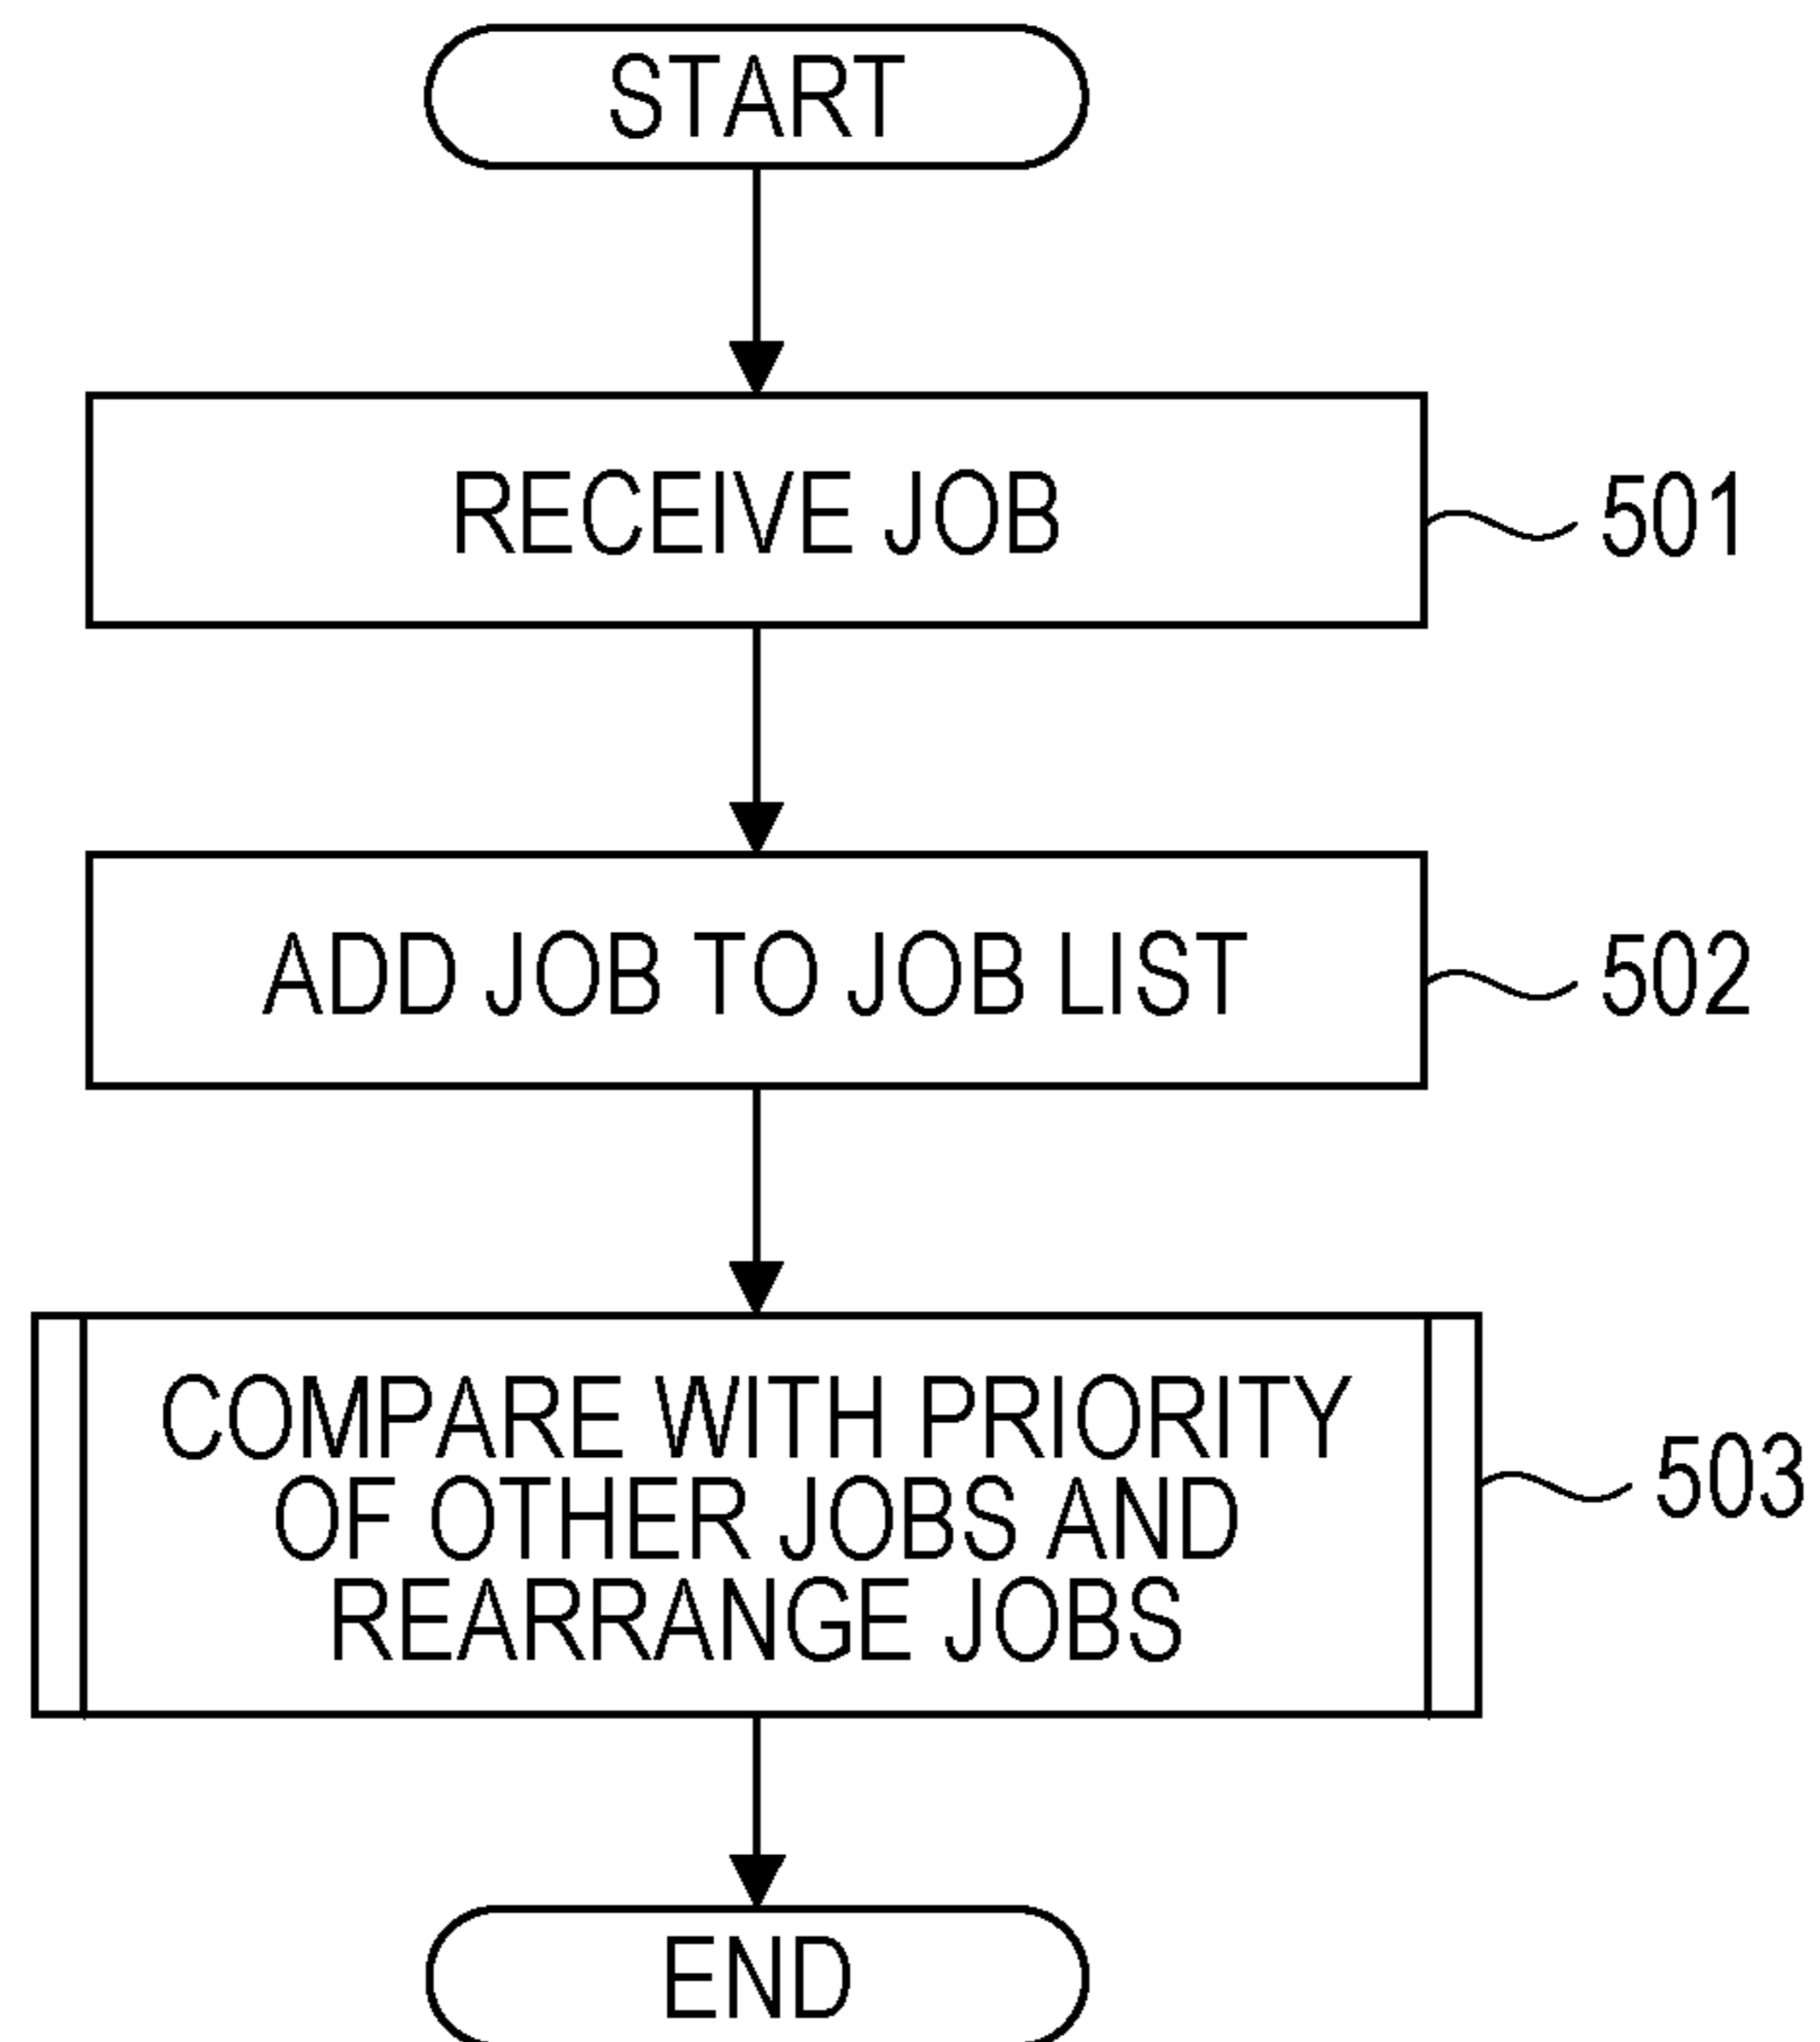 START
RECEIVE JOB
501
ADD JOB TO JOB LIST
502
COMPARE WITH PRIORITY
OF OTHER JOBS AND
REARRANGE JOBS
503
END